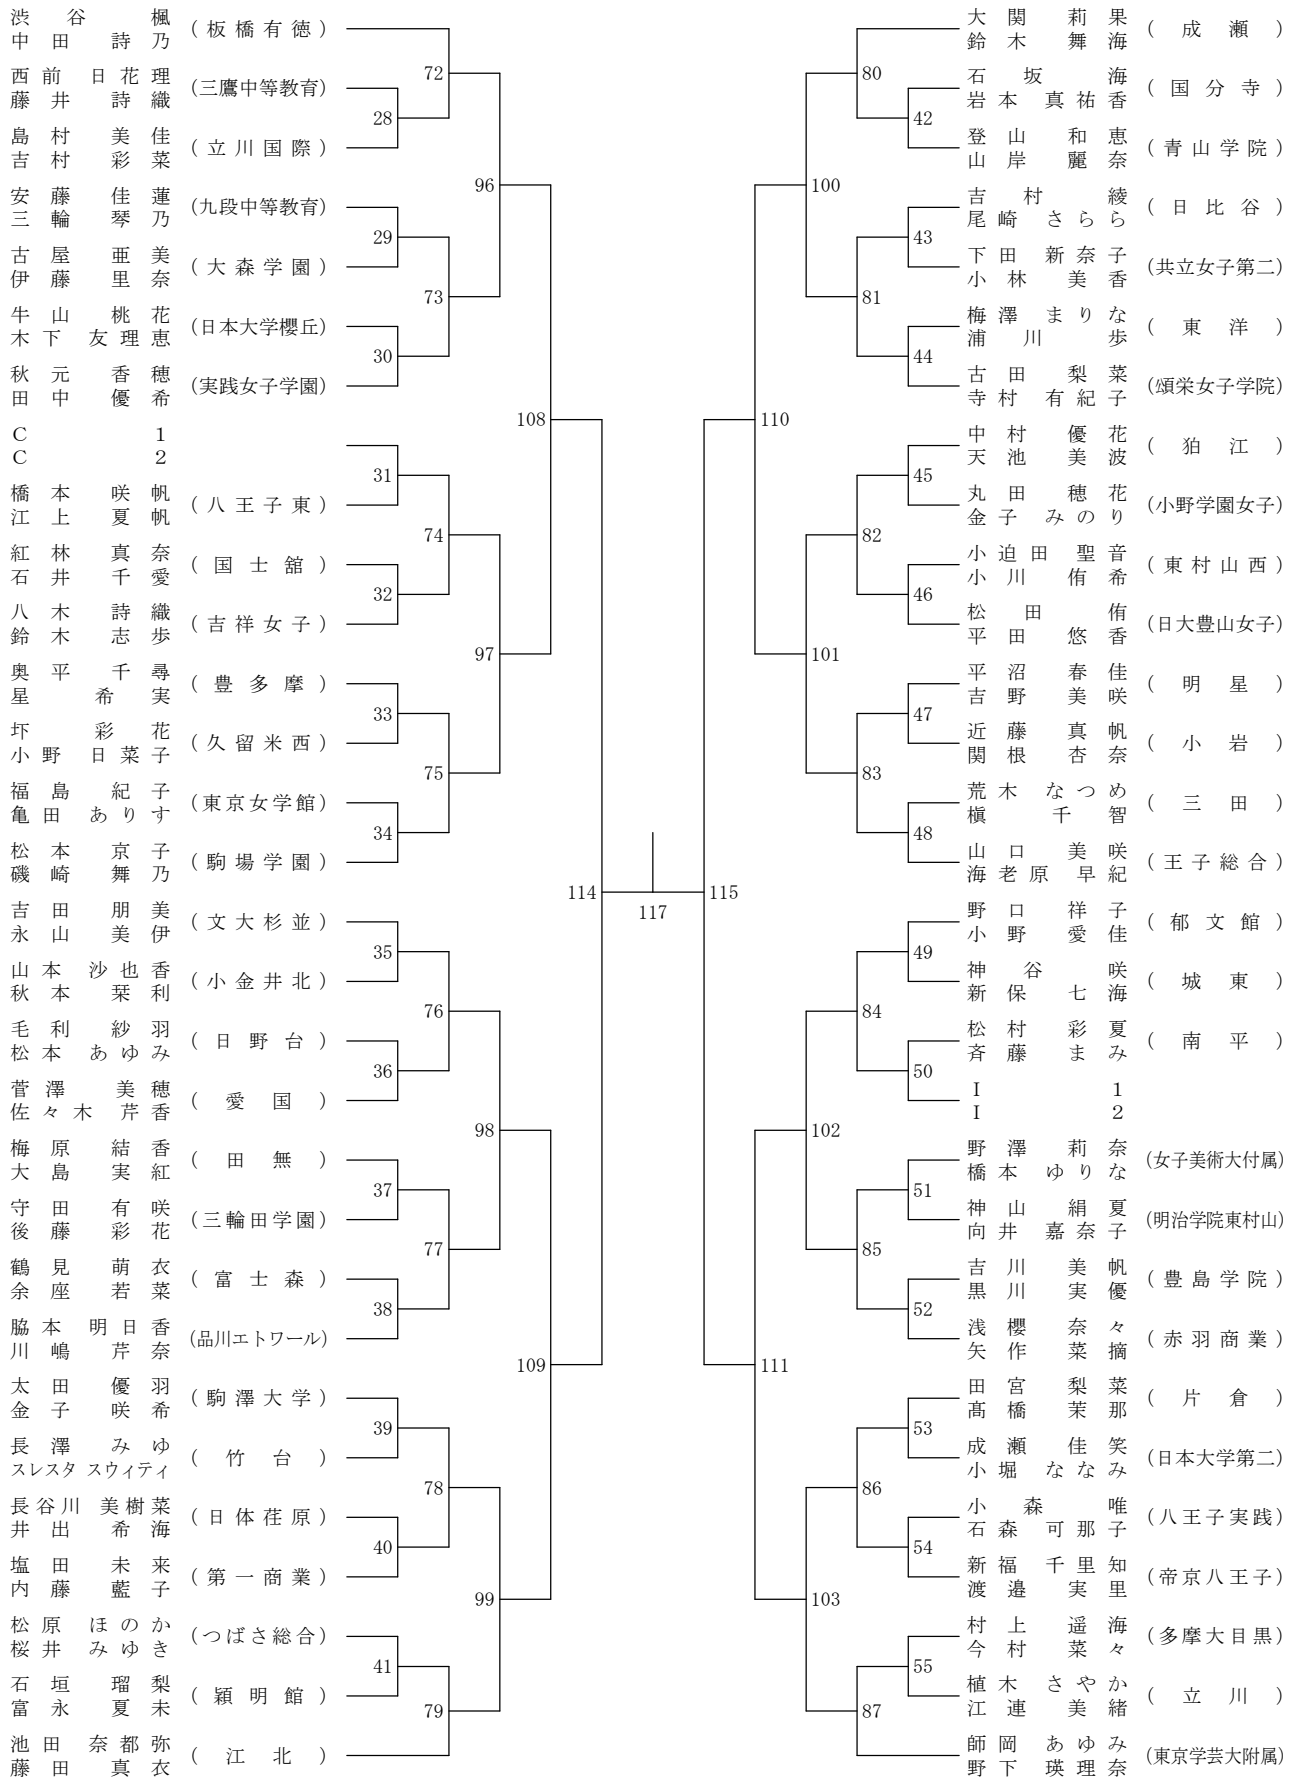 渋谷楓
中田詩乃
(板橋有徳)
72
西前日花理
藤井詩織
(三鷹中等教育)
28
島村美佳
吉村彩菜
(立川国際)
96
安藤佳蓮
三輪琴乃
(九段中等教育)
29
古屋亜美
伊藤里奈
(大森学園)
73
牛山桃花
木下友理恵
(日本大学櫻丘)
30
秋元香穂
田中優希
(実践女子学園)
108
C 1
C 2
31
橋本咲帆
江上夏帆
(八王子東)
74
紅林真奈
石井千愛
(国士舘)
32
八木詩織
鈴木志歩
(吉祥女子)
97
奥平千尋
星希実
(豊多摩)
33
圷彩花
小野日菜子
(久留米西)
75
福島紀子
亀田ありす
(東京女学館)
34
松本京子
磯崎舞乃
(駒場学園)
114
117
115
吉田朋美
永山美伊
(文大杉並)
35
山本沙也香
秋本栞利
(小金井北)
76
毛利紗羽
松本あゆみ
(日野台)
36
菅澤美穂
佐々木芹香
(愛国)
98
梅原結香
大島実紅
(田無)
37
守田有咲
後藤彩花
(三輪田学園)
77
鶴見萌衣
余座若菜
(富士森)
38
脇本明日香
川嶋芹奈
(品川エトワール)
109
太田優羽
金子咲希
(駒澤大学)
39
長澤みゆ
スレスタ スウィティ
(竹台)
78
長谷川美樹菜
井出希海
(日体荏原)
40
塩田未来
内藤藍子
(第一商業)
99
松原ほのか
桜井みゆき
(つばさ総合)
41
石垣瑠梨
富永夏未
(穎明館)
79
池田奈都弥
藤田真衣
(江北)
大関莉果
鈴木舞海
(成瀬)
80
石坂海
岩本真祐香
(国分寺)
42
登山和恵
山岸麗奈
(青山学院)
100
吉村綾
尾崎さらら
(日比谷)
43
下田新奈子
小林美香
(共立女子第二)
81
梅澤まりな
浦川歩
(東洋)
44
古田梨菜
寺村有紀子
(頌栄女子学院)
110
中村優花
天池美波
(狛江)
45
丸田穂花
金子みのり
(小野学園女子)
82
小迫田聖音
小川侑希
(東村山西)
46
松田侑
平田悠香
(日大豊山女子)
101
平沼春佳
吉野美咲
(明星)
47
近藤真帆
関根杏奈
(小岩)
83
荒木なつめ
槇千智
(三田)
48
山口美咲
海老原早紀
(王子総合)
野口祥子
小野愛佳
(郁文館)
49
神谷咲
新保七海
(城東)
84
松村彩夏
斉藤まみ
(南平)
50
I 1
I 2
102
野澤莉奈
橋本ゆりな
(女子美術大付属)
51
神山絹夏
向井嘉奈子
(明治学院東村山)
85
吉川美帆
黒川実優
(豊島学院)
52
浅櫻奈々
矢作菜摘
(赤羽商業)
111
田宮梨菜
髙橋茉那
(片倉)
53
成瀬佳笑
小堀ななみ
(日本大学第二)
86
小森唯
石森可那子
(八王子実践)
54
新福千里知
渡邉実里
(帝京八王子)
103
村上遥海
今村菜々
(多摩大目黒)
55
植木さやか
江連美緒
(立川)
87
師岡あゆみ
野下瑛理奈
(東京学芸大附属)